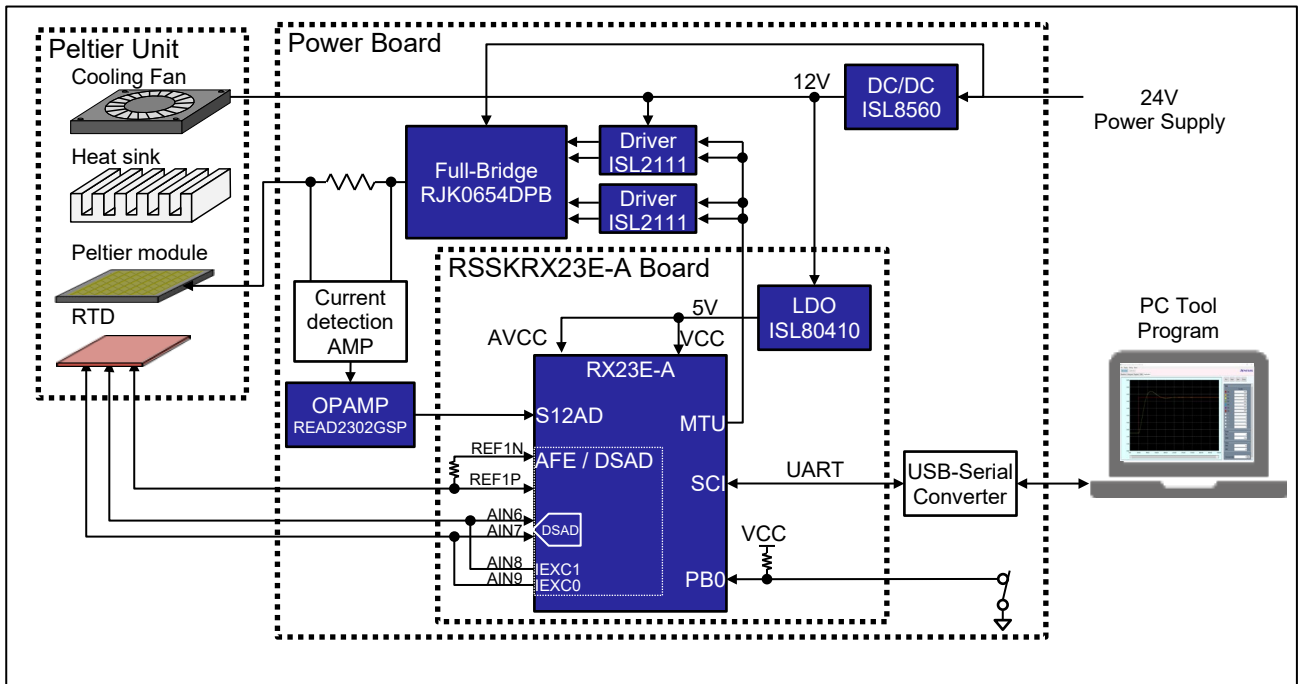 Peltier Unit
Cooling Fan
Heat sink
Peltier module
RTD
Power Board
12V
DC/DC
ISL8560
24V
Power Supply
Full-Bridge
RJK0654DPB
Driver
ISL2111
Driver
ISL2111
Current
detection
AMP
OPAMP
READ2302GSP
RSSKRX23E-A Board
LDO
ISL80410
5V
AVCC
VCC
RX23E-A
S12AD
MTU
REF1N
REF1P
AFE / DSAD
SCI
UART
USB-Serial
Converter
PC Tool
Program
AIN6
AIN7
DSAD
AIN8
AIN9
IEXC1
IEXC0
VCC
PB0